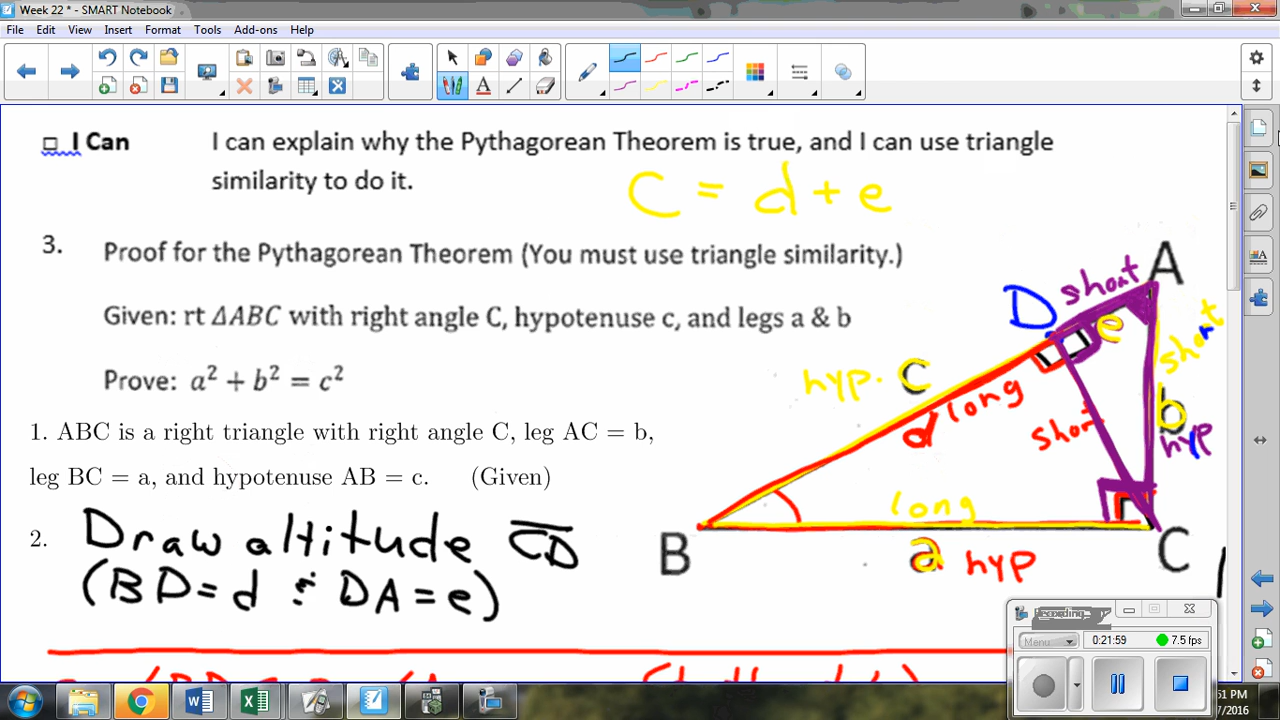 Week 22 * - SMART Notebook
File Edit View Insert Format Tools Add-ons Help
I Can I can explain why the Pythagorean Theorem is true, and I can use triangle
similarity to do it.
C = d + e
3. Proof for the Pythagorean Theorem (You must use triangle similarity.)
Given: rt ΔABC with right angle C, hypotenuse c, and legs a & b
Prove: a² + b² = c²
1. ABC is a right triangle with right angle C, leg AC = b,
leg BC = a, and hypotenuse AB = c. (Given)
2. Draw altitude CD
(BD = d & DA = e)
A
short
D
e
short
hyp. C
long
d
short
b
hyp
long
B
a hyp
C
Recording
Menu
0:21:59
7.5 fps
51 PM
7/2016